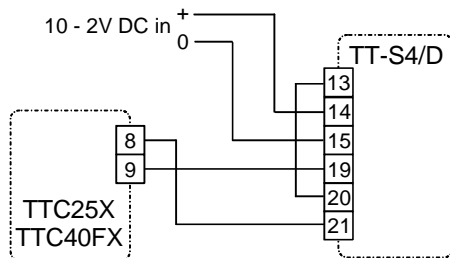 +
10 - 2V DC in
0
TT-S4/D
13
14
15
19
20
21
8
9
TTC25X
TTC40FX